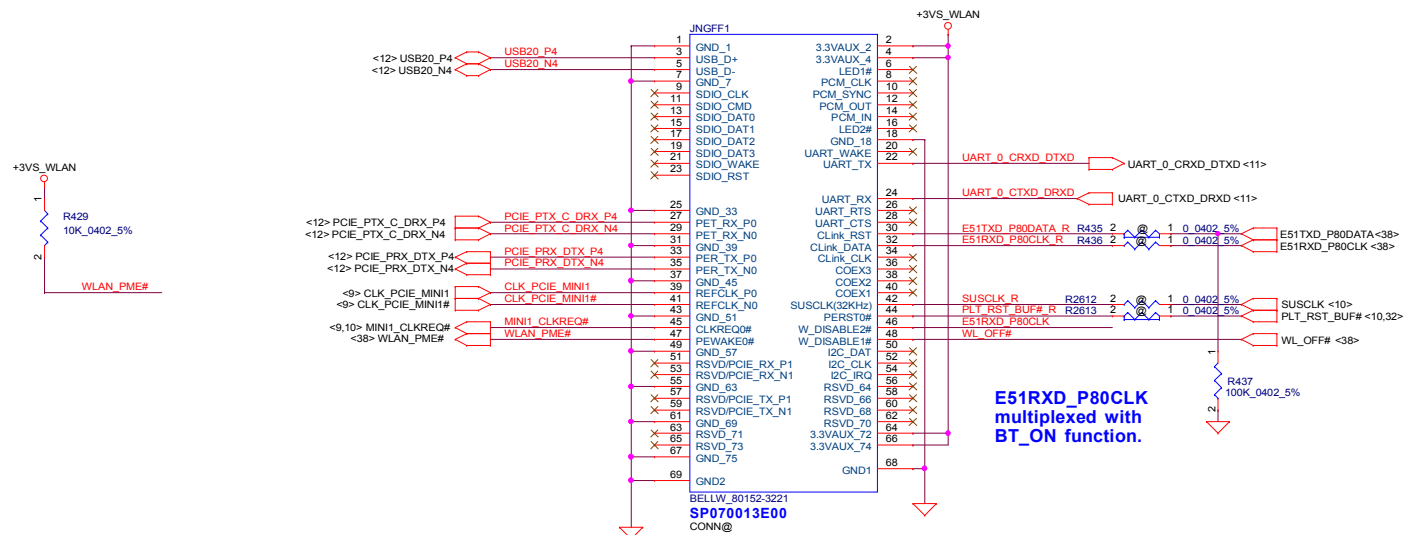 +3VS_WLAN
JNGFF1
1 GND_1 3.3VAUX_2 2
<12> USB20_P4 USB20_P4 3 USB_D+ 3.3VAUX_4 4
<12> USB20_N4 USB20_N4 5 USB_D- LED1# 6
7 GND_7 PCM_CLK 8
9 SDIO_CLK PCM_SYNC 10
11 SDIO_CMD PCM_OUT 12
13 SDIO_DAT0 PCM_IN 14
15 SDIO_DAT1 LED2# 16
17 SDIO_DAT2 GND_18 18
19 SDIO_DAT3 UART_WAKE 20
21 SDIO_WAKE UART_TX 22 UART_0_CRXD_DTXD UART_0_CRXD_DTXD <11>
23 SDIO_RST
+3VS_WLAN
1
R429
10K_0402_5%
2
WLAN_PME#
UART_RX 24 UART_0_CTXD_DRXD UART_0_CTXD_DRXD <11>
25 GND_33 UART_RTS 26
<12> PCIE_PTX_C_DRX_P4 PCIE_PTX_C_DRX_P4 27 PET_RX_P0 UART_CTS 28
<12> PCIE_PTX_C_DRX_N4 PCIE_PTX_C_DRX_N4 29 PET_RX_N0 CLink_RST 30 E51TXD_P80DATA_R R435 2 @ 1 0_0402_5% E51TXD_P80DATA <38>
31 GND_39 CLink_DATA 32 E51RXD_P80CLK_R R436 2 @ 1 0_0402_5% E51RXD_P80CLK <38>
<12> PCIE_PRX_DTX_P4 PCIE_PRX_DTX_P4 33 PER_TX_P0 CLink_CLK 34
<12> PCIE_PRX_DTX_N4 PCIE_PRX_DTX_N4 35 PER_TX_N0 COEX3 36
37 GND_45 COEX2 38
<9> CLK_PCIE_MINI1 CLK_PCIE_MINI1 39 REFCLK_P0 COEX1 40
<9> CLK_PCIE_MINI1# CLK_PCIE_MINI1# 41 REFCLK_N0 SUSCLK(32KHz) 42 SUSCLK_R R2612 2 @ 1 0_0402_5% SUSCLK <10>
43 GND_51 PERST0# 44 PLT_RST_BUF#_R R2613 2 @ 1 0_0402_5% PLT_RST_BUF# <10,32>
<9,10> MINI1_CLKREQ# MINI1_CLKREQ# 45 CLKREQ0# W_DISABLE2# 46 E51RXD_P80CLK
<38> WLAN_PME# WLAN_PME# 47 PEWAKE0# W_DISABLE1# 48 WL_OFF# WL_OFF# <38>
49 GND_57 I2C_DAT 50
51 RSVD/PCIE_RX_P1 I2C_CLK 52
53 RSVD/PCIE_RX_N1 I2C_IRQ 54
55 GND_63 RSVD_64 56
57 RSVD/PCIE_TX_P1 RSVD_66 58
59 RSVD/PCIE_TX_N1 RSVD_68 60
61 GND_69 RSVD_70 62
63 RSVD_71 3.3VAUX_72 64
65 RSVD_73 3.3VAUX_74 66
67 GND_75
GND1 68
69 GND2
1
R437
100K_0402_5%
2
E51RXD_P80CLK
multiplexed with
BT_ON function.
BELLW_80152-3221
SP070013E00
CONN@